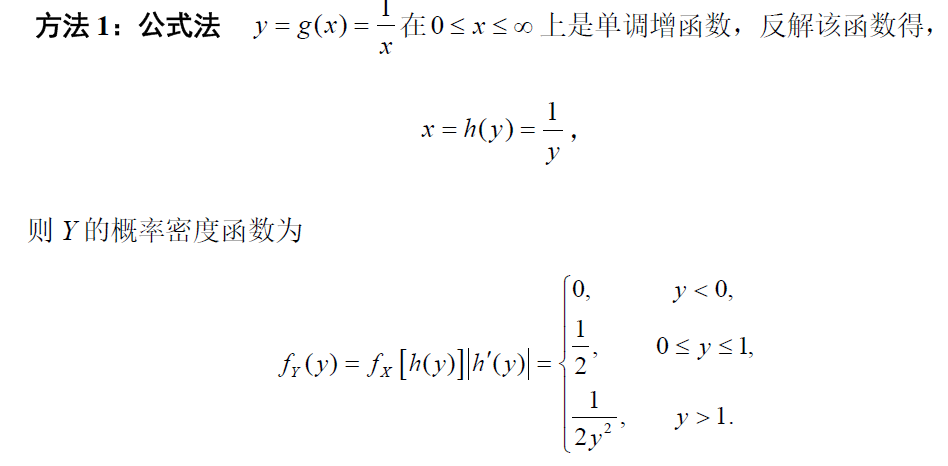 方法 1：公式法 y = g(x) = 1/x 在 0 ≤ x ≤ ∞ 上是单调增函数，反解该函数得，
x = h(y) = 1/y ，
则 Y 的概率密度函数为
f_Y(y) = f_X[h(y)]|h′(y)| = { 0, y < 0,
1/2, 0 ≤ y ≤ 1,
1/(2y²), y > 1.